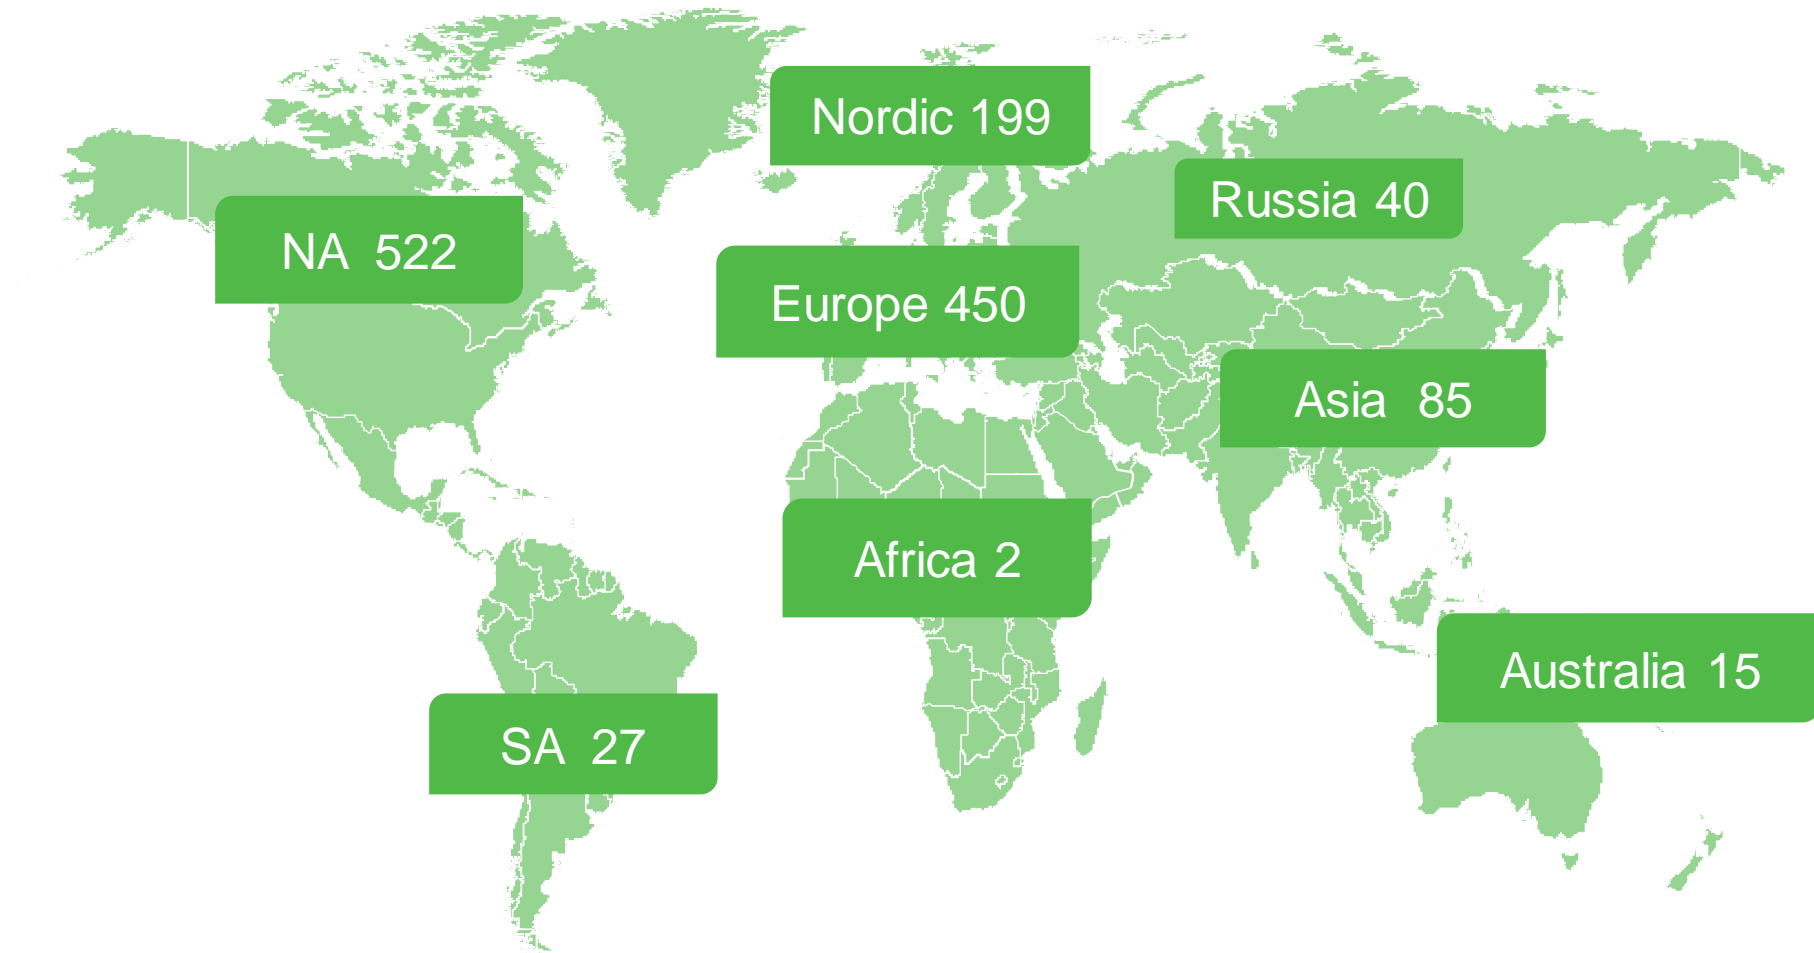 Nordic 199
Russia 40
NA 522
Europe 450
Asia 85
Africa 2
Australia 15
SA 27